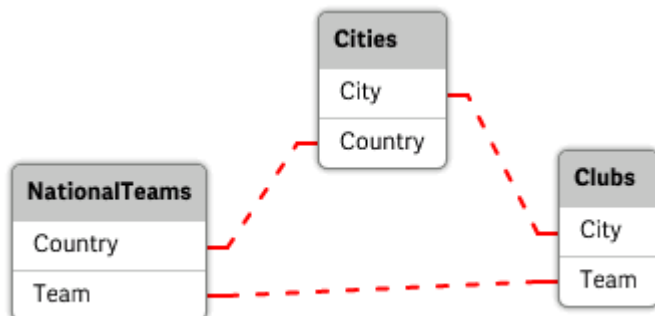 Cities
City
Country
NationalTeams
Country
Team
Clubs
City
Team